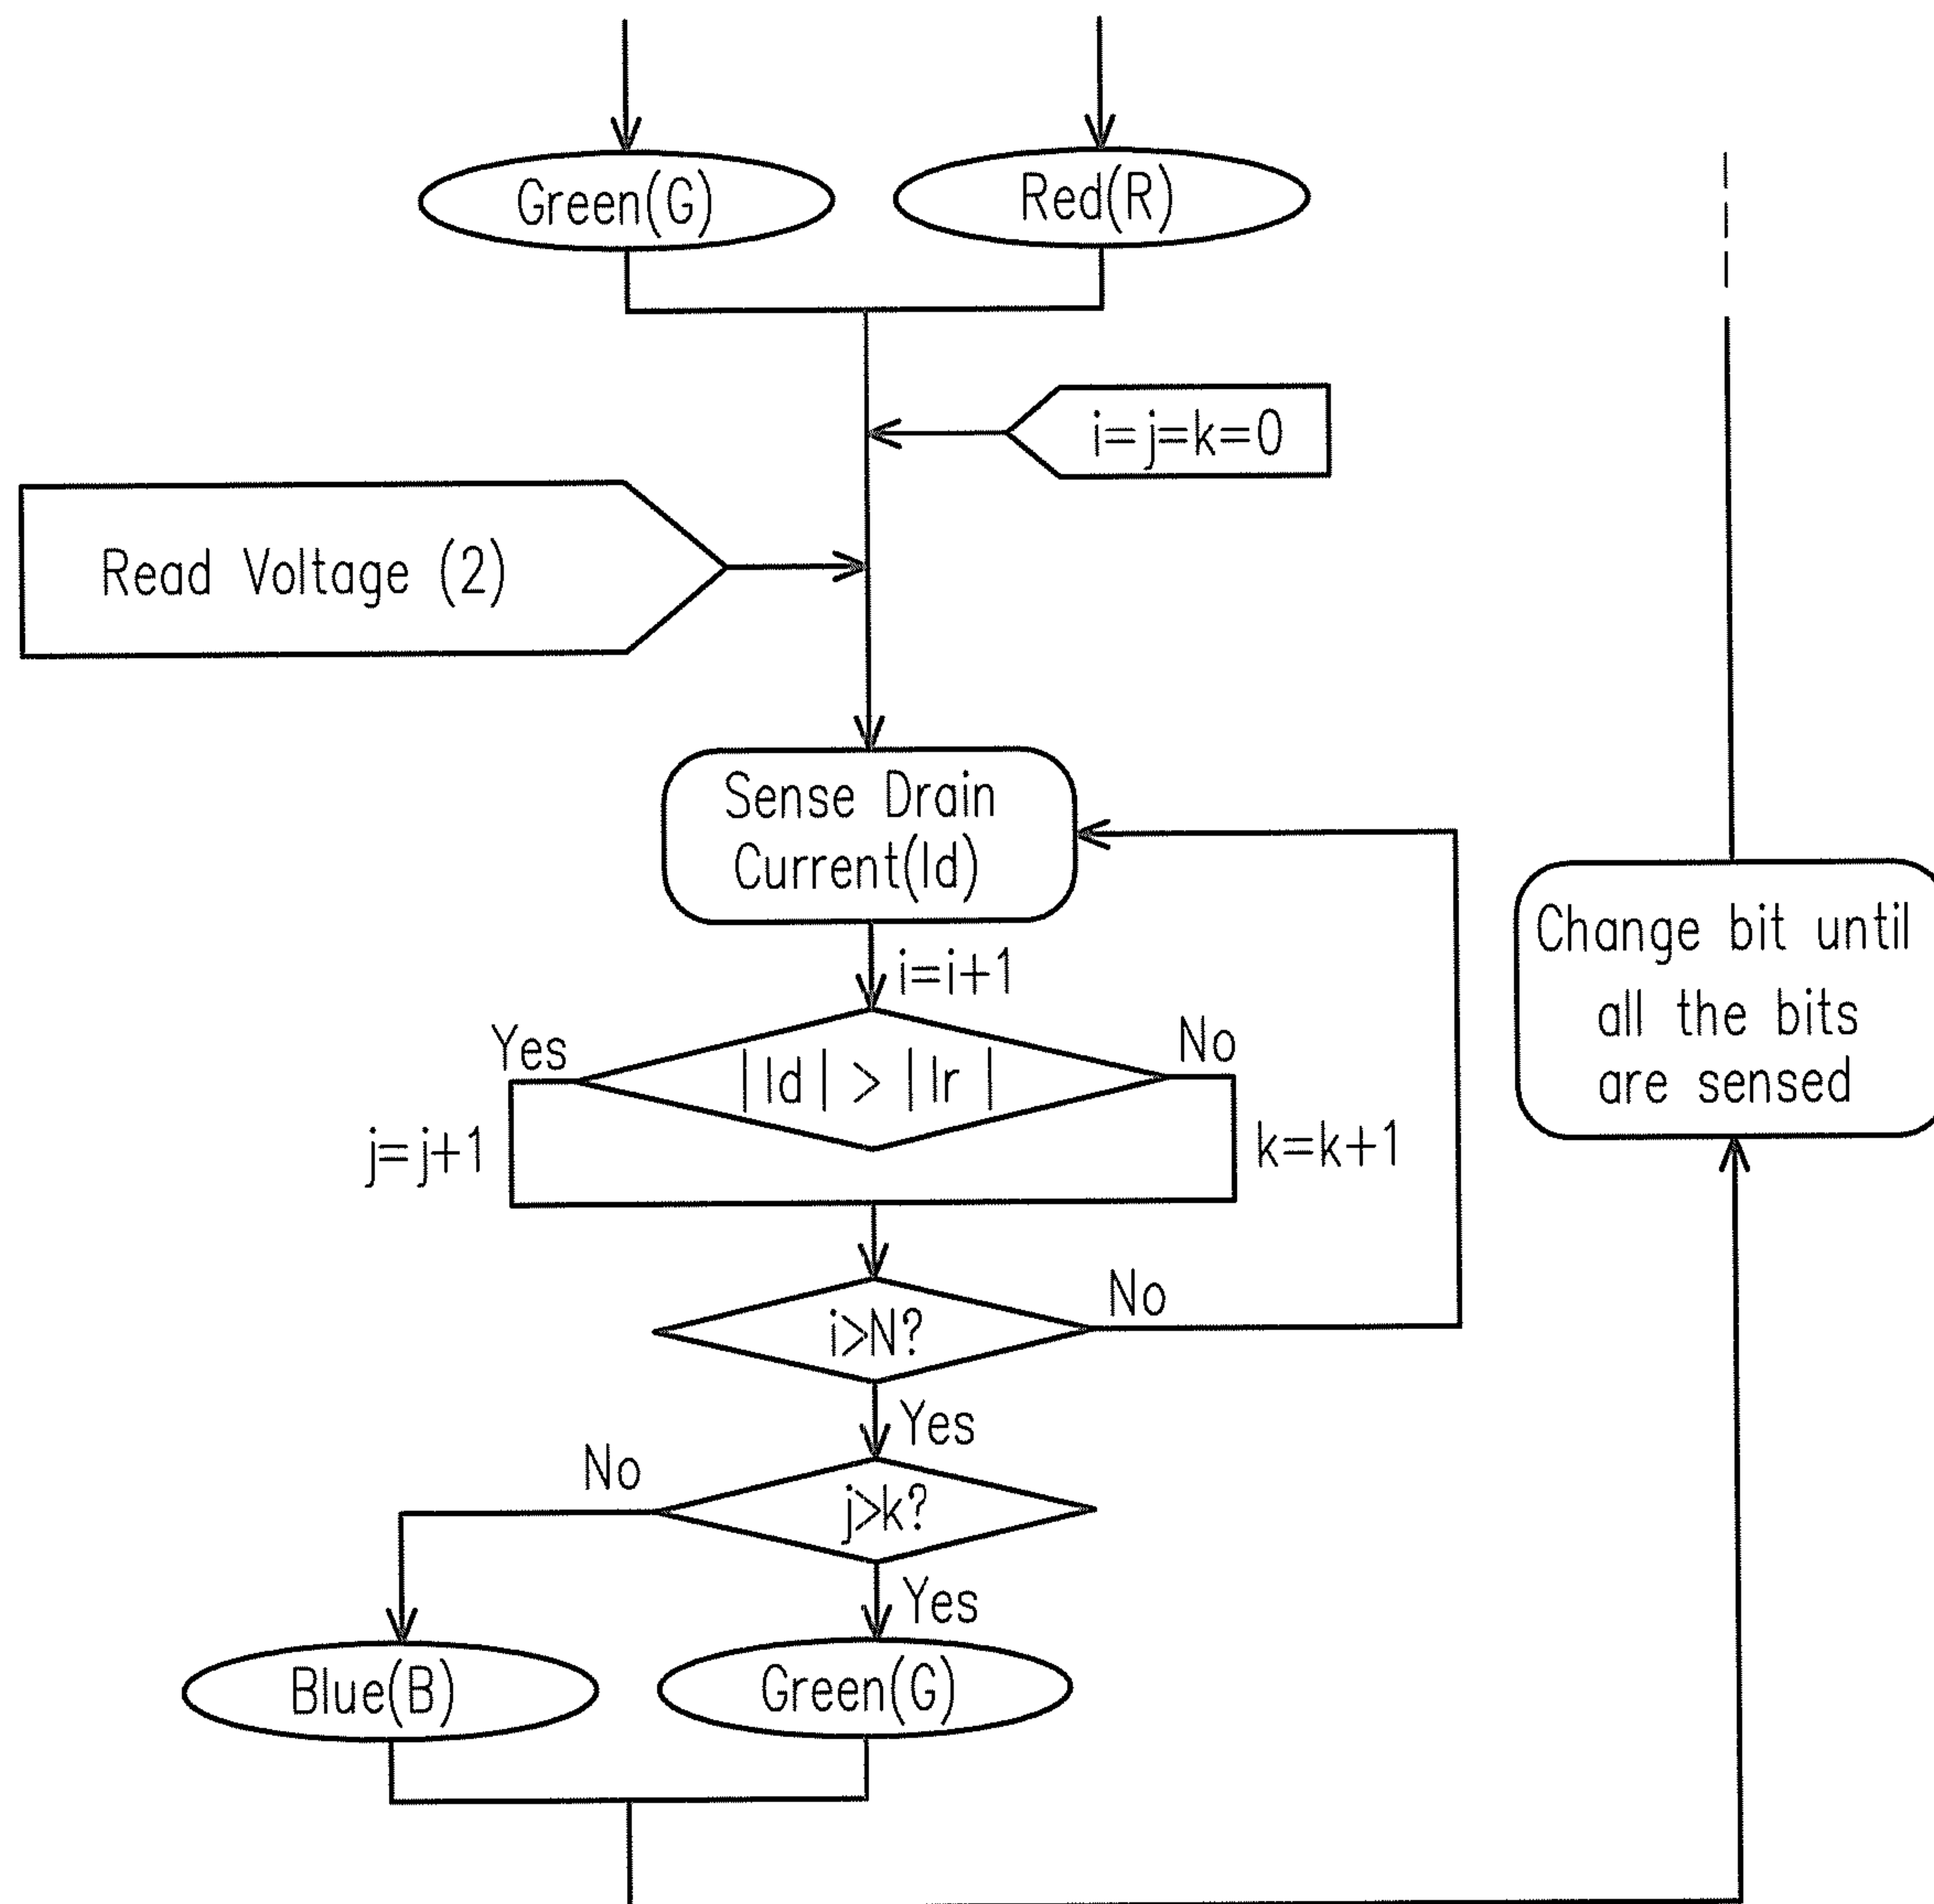 Green(G)
Red(R)
i=j=k=0
Read Voltage (2)
Sense Drain
Current(Id)
i=i+1
Yes
|Id| > |Ir|
No
j=j+1
k=k+1
Change bit until
all the bits
are sensed
i>N?
No
Yes
No
j>k?
Yes
Blue(B)
Green(G)